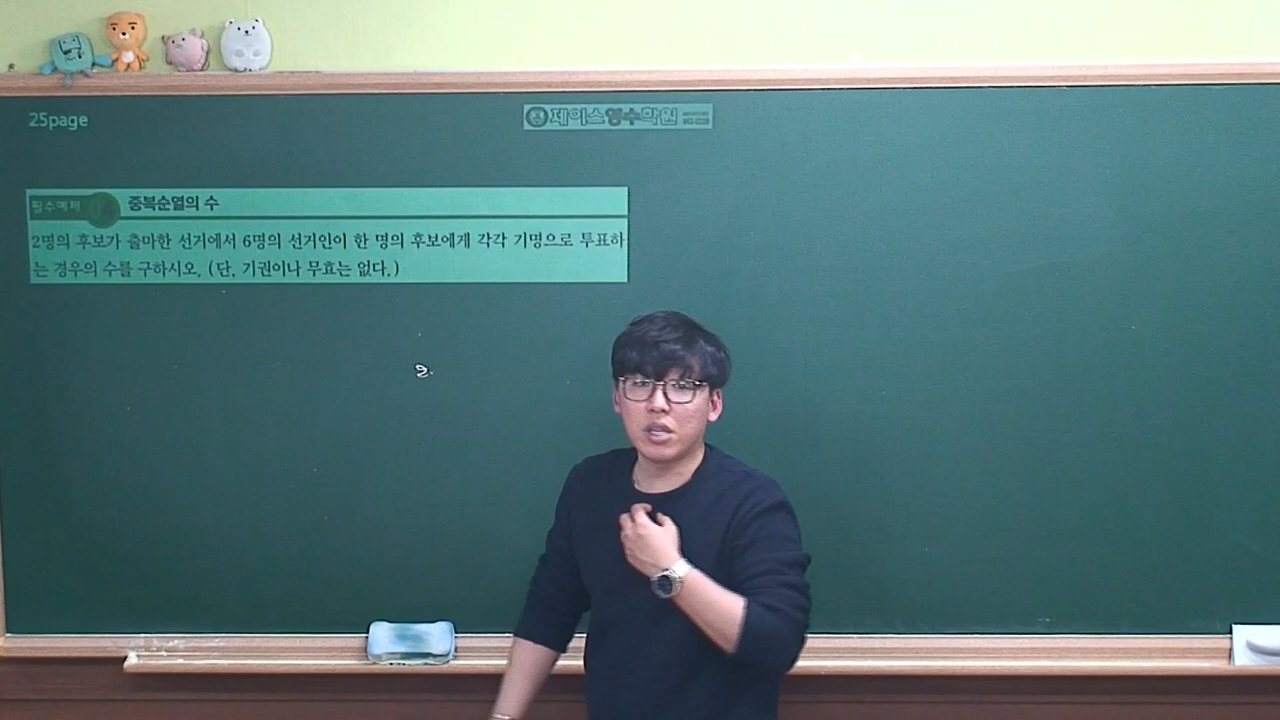 25page
제이스영수학원
필수예제
중복순열의 수
2명의 후보가 출마한 선거에서 6명의 선거인이 한 명의 후보에게 각각 기명으로 투표하
는 경우의 수를 구하시오. (단, 기권이나 무효는 없다.)
2.